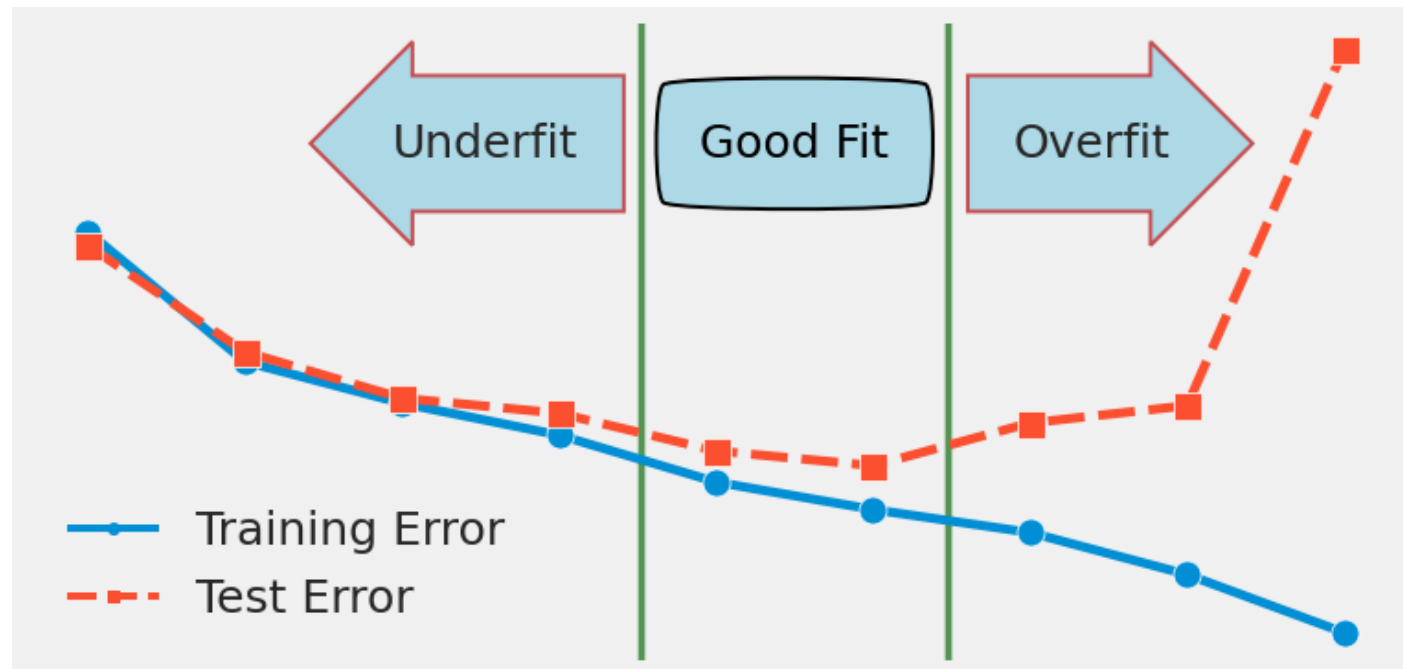 Underfit
Good Fit
Overfit
Training Error
Test Error